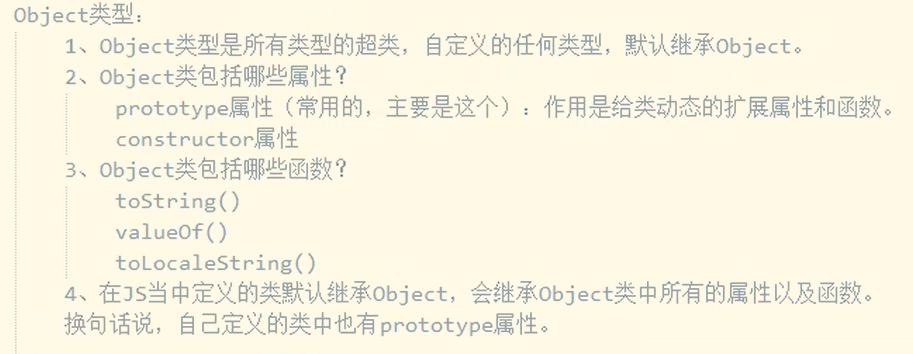 Object类型：
1、Object类型是所有类型的超类，自定义的任何类型，默认继承Object。
2、Object类包括哪些属性？
prototype属性（常用的，主要是这个）：作用是给类动态的扩展属性和函数。
constructor属性
3、Object类包括哪些函数？
toString()
valueOf()
toLocaleString()
4、在JS当中定义的类默认继承Object，会继承Object类中所有的属性以及函数。
换句话说，自己定义的类中也有prototype属性。